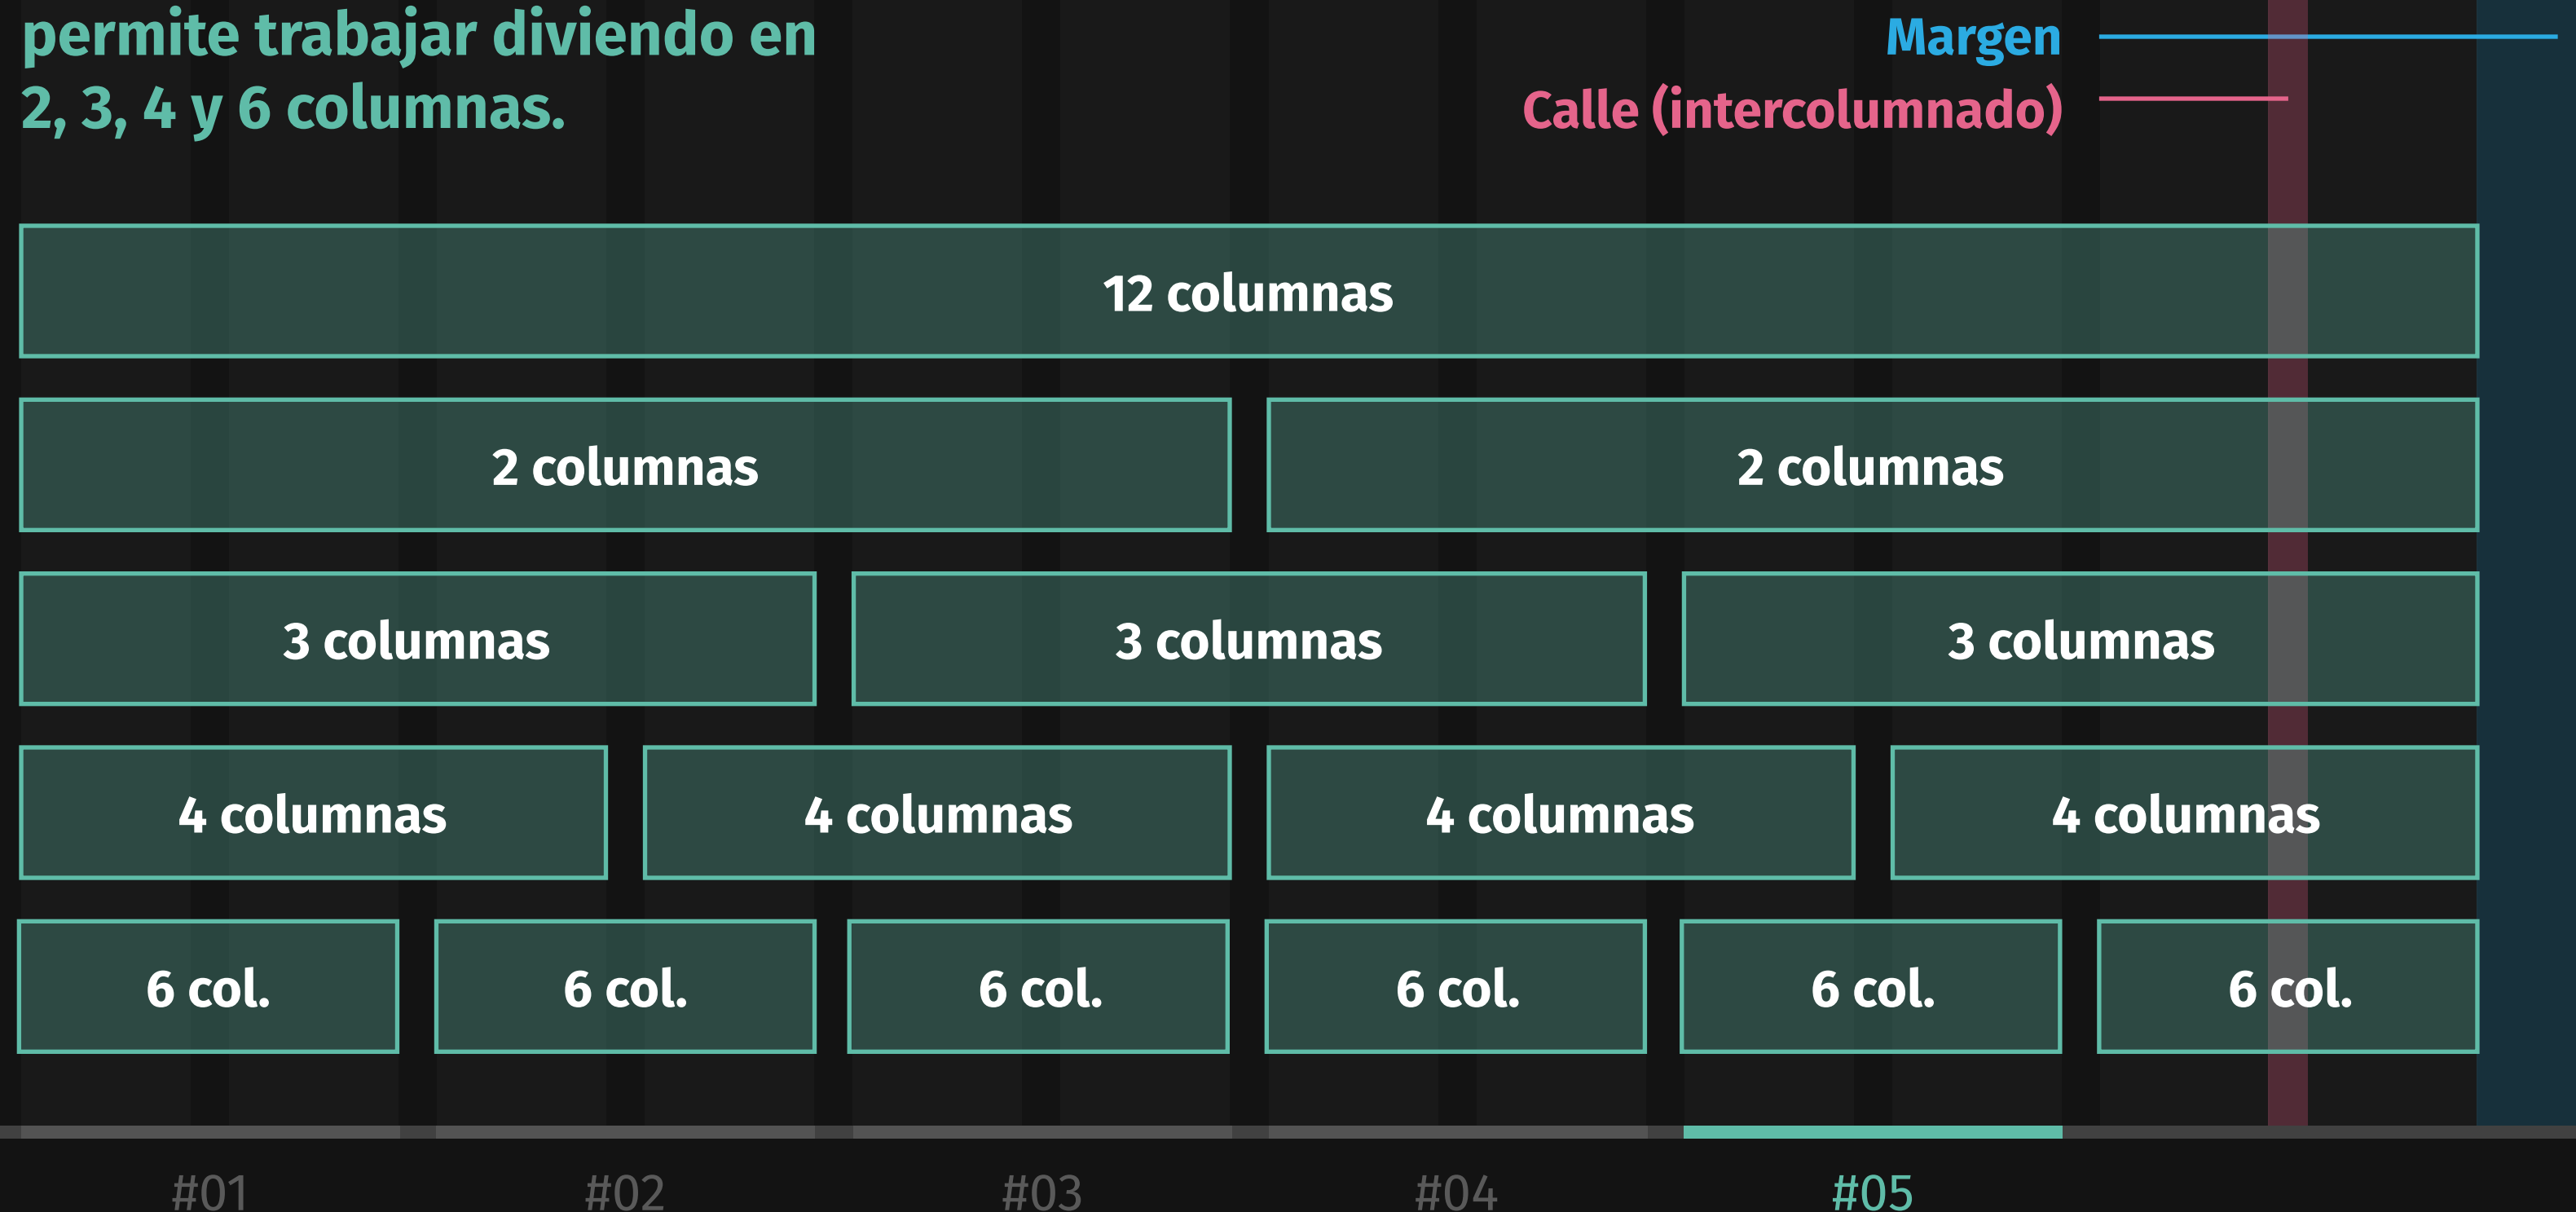 permite trabajar diviendo en
2, 3, 4 y 6 columnas.
Margen
Calle (intercolumnado)
12 columnas
2 columnas
2 columnas
3 columnas
3 columnas
3 columnas
4 columnas
4 columnas
4 columnas
4 columnas
6 col.
6 col.
6 col.
6 col.
6 col.
6 col.
#01
#02
#03
#04
#05